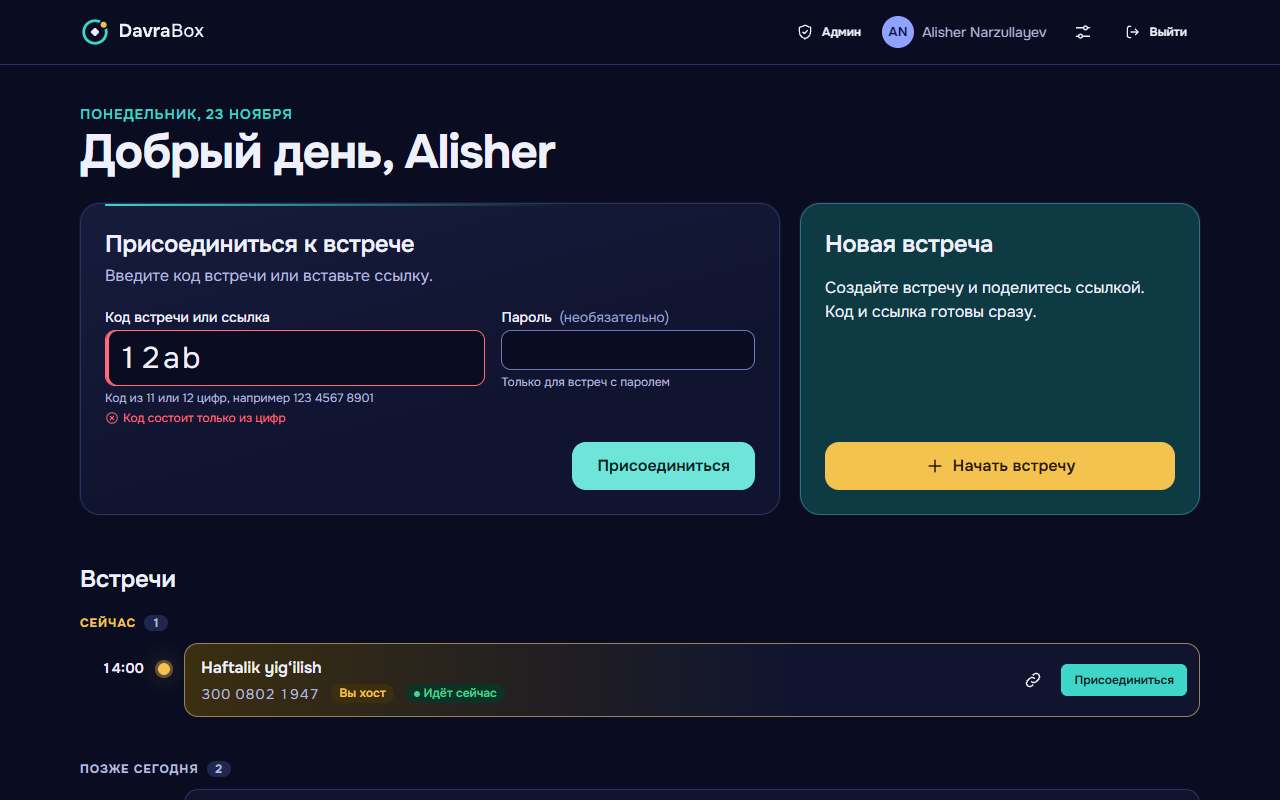 DavraBox
Админ
AN
Alisher Narzullayev
Выйти
ПОНЕДЕЛЬНИК, 23 НОЯБРЯ
Добрый день, Alisher
Присоединиться к встрече
Введите код встречи или вставьте ссылку.
Код встречи или ссылка
12ab
Код из 11 или 12 цифр, например 123 4567 8901
Код состоит только из цифр
Пароль (необязательно)
Только для встреч с паролем
Присоединиться
Новая встреча
Создайте встречу и поделитесь ссылкой.
Код и ссылка готовы сразу.
Начать встречу
Встречи
СЕЙЧАС 1
14:00
Haftalik yig‘ilish
300 0802 1947 Вы хост Идёт сейчас
Присоединиться
ПОЗЖЕ СЕГОДНЯ 2